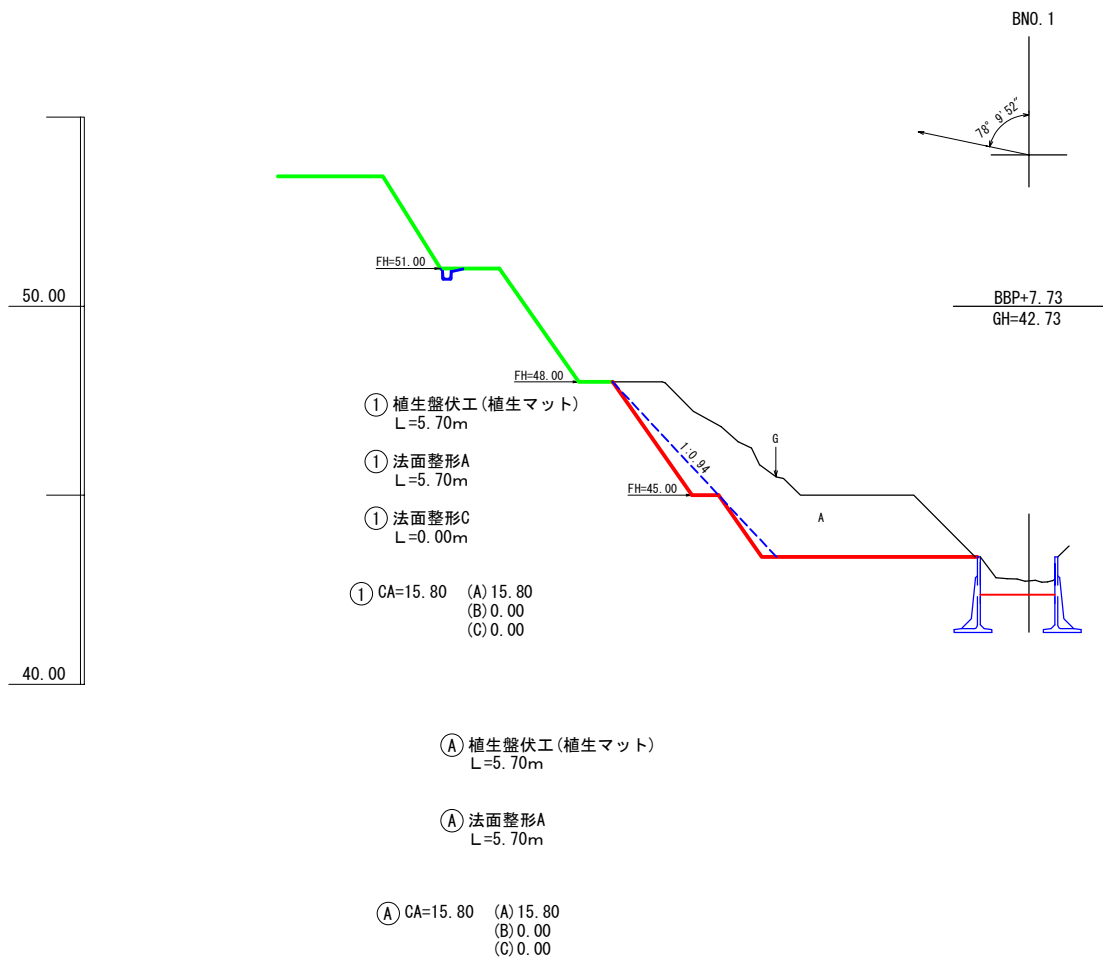 BNO. 1
78° 9'52"
FH=51.00
50.00
BBP+7.73
GH=42.73
FH=48.00
① 植生盤伏工(植生マット)
L=5.70m
G
1:0.94
① 法面整形A
L=5.70m
FH=45.00
A
① 法面整形C
L=0.00m
① CA=15.80 (A)15.80
(B)0.00
(C)0.00
40.00
Ⓐ 植生盤伏工(植生マット)
L=5.70m
Ⓐ 法面整形A
L=5.70m
Ⓐ CA=15.80 (A)15.80
(B)0.00
(C)0.00